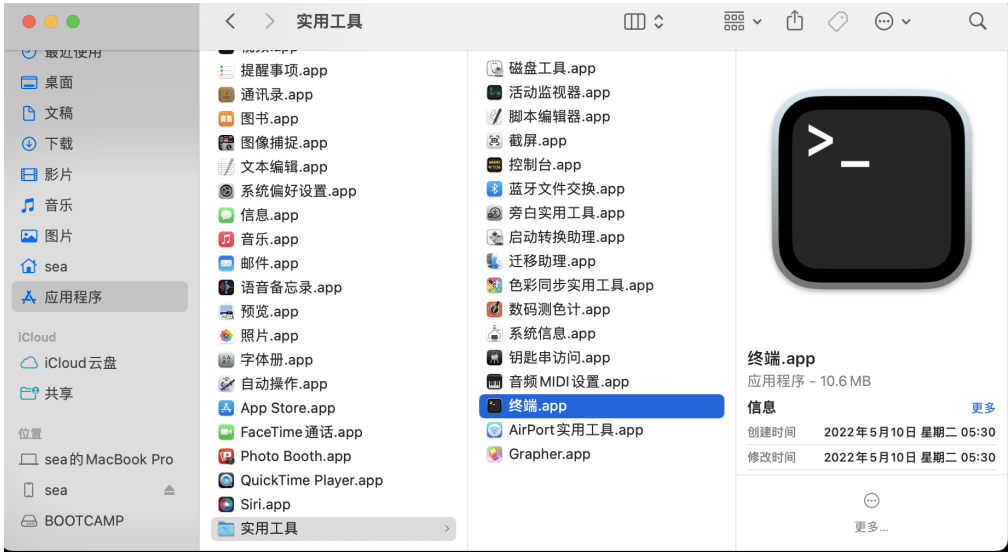 实用工具
最近使用
桌面
文稿
下载
影片
音乐
图片
sea
应用程序
iCloud
iCloud云盘
共享
位置
sea的MacBook Pro
sea
BOOTCAMP
提醒事项.app
通讯录.app
图书.app
图像捕捉.app
文本编辑.app
系统偏好设置.app
信息.app
音乐.app
邮件.app
语音备忘录.app
预览.app
照片.app
字体册.app
自动操作.app
App Store.app
FaceTime通话.app
Photo Booth.app
QuickTime Player.app
Siri.app
实用工具
磁盘工具.app
活动监视器.app
脚本编辑器.app
截屏.app
控制台.app
蓝牙文件交换.app
旁白实用工具.app
启动转换助理.app
迁移助理.app
色彩同步实用工具.app
数码测色计.app
系统信息.app
钥匙串访问.app
音频MIDI设置.app
终端.app
AirPort实用工具.app
Grapher.app
>_
终端.app
应用程序 - 10.6 MB
信息 更多
创建时间 2022年5月10日 星期二 05:30
修改时间 2022年5月10日 星期二 05:30
更多...